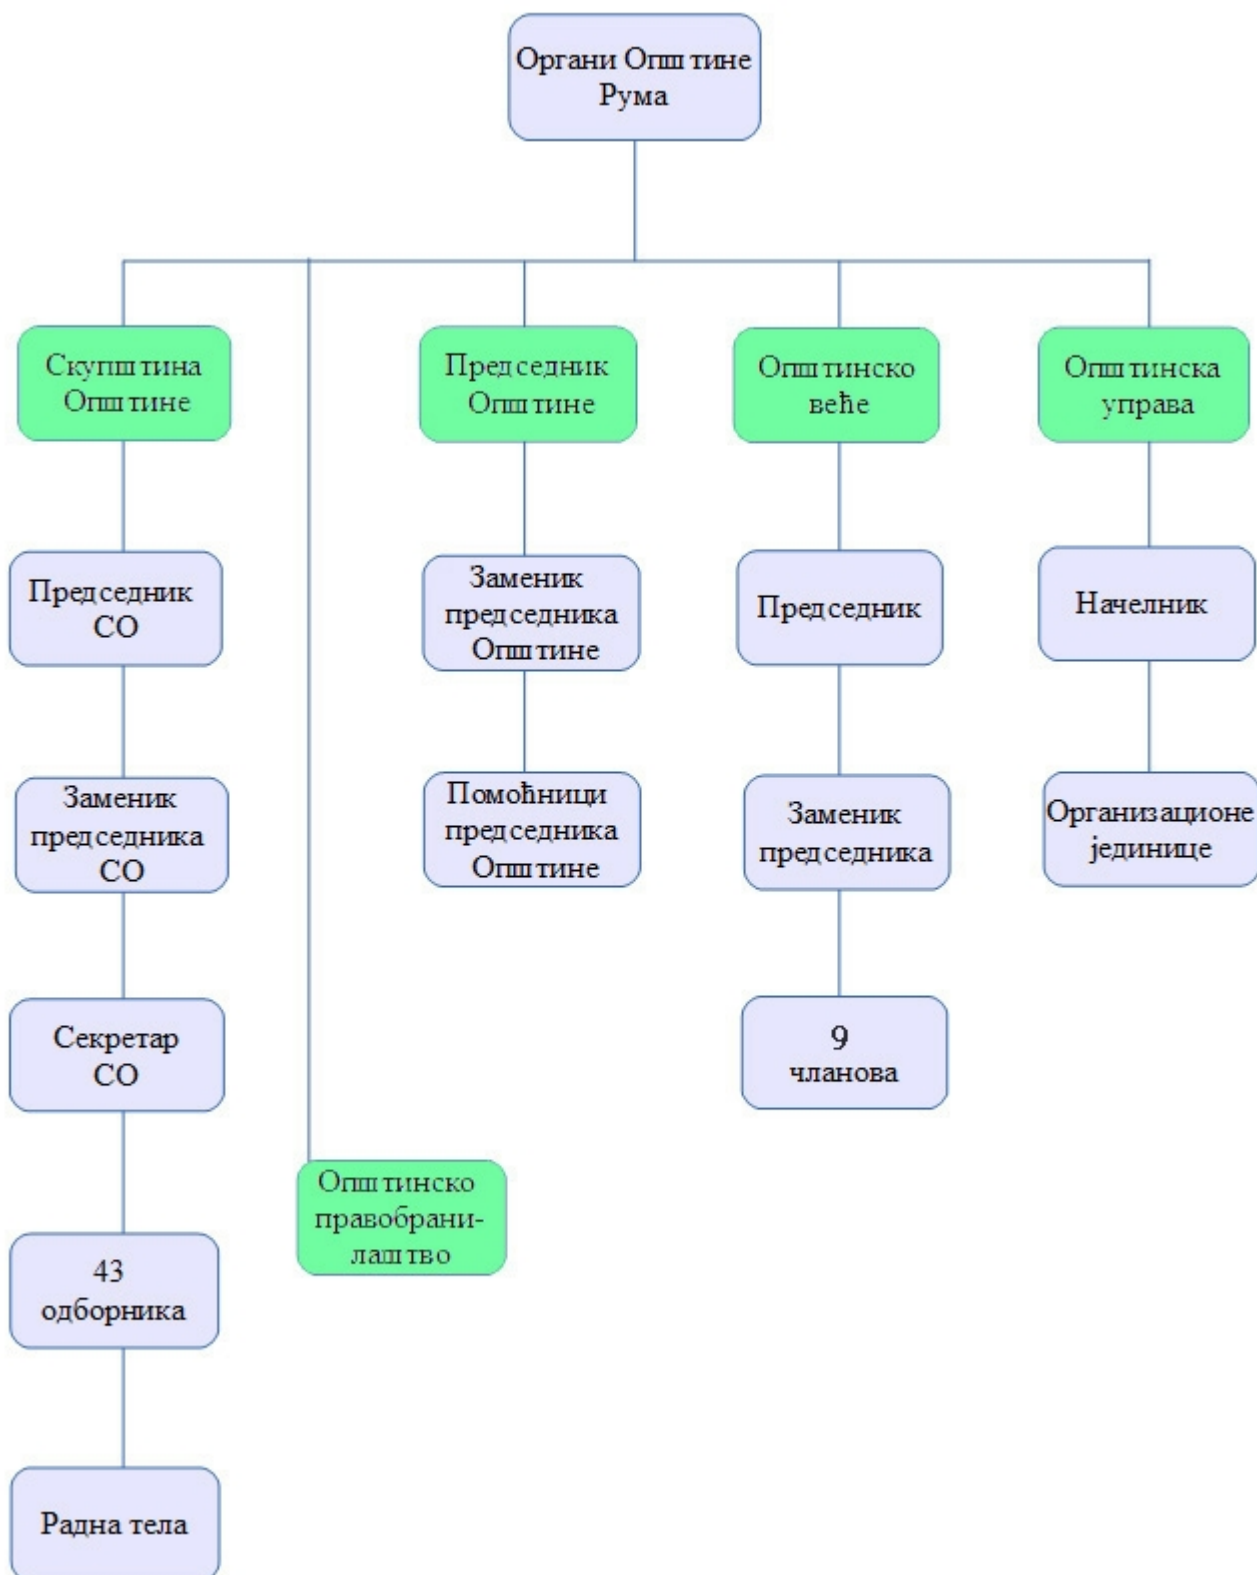 Органи Општине
Рума
Скупштина
Општине
Председник
СО
Заменик
председника
СО
Секретар
СО
43
одборника
Радна тела
Општинско
правобрани-
лаштво
Председник
Општине
Заменик
председника
Општине
Помоћници
председника
Општине
Општинско
веће
Председник
Заменик
председника
9
чланова
Општинска
управа
Начелник
Организационе
јединице